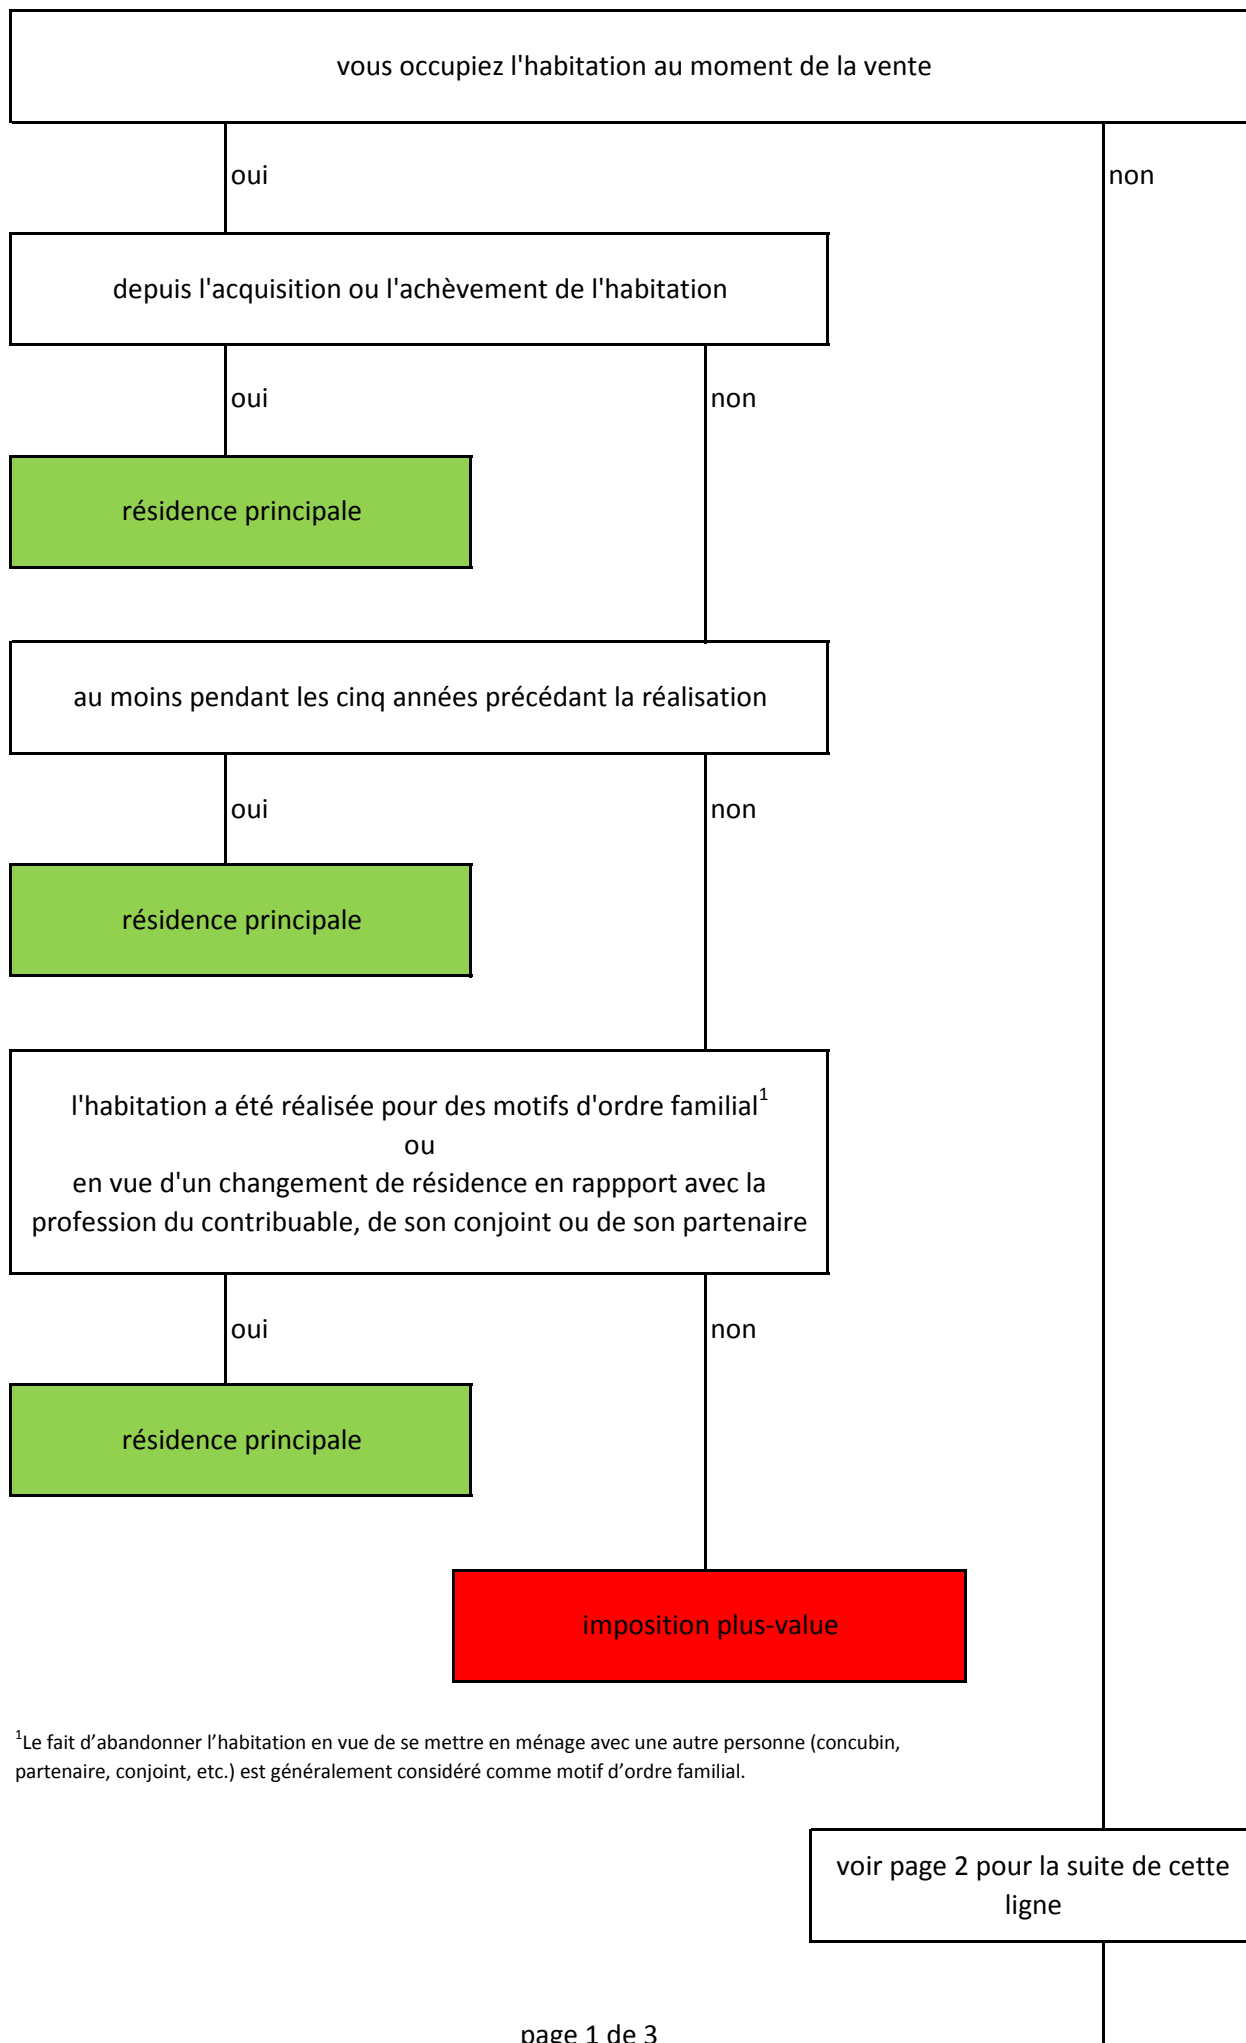 vous occupiez l'habitation au moment de la vente
oui
non
depuis l'acquisition ou l'achèvement de l'habitation
oui
non
résidence principale
au moins pendant les cinq années précédant la réalisation
oui
non
résidence principale
l'habitation a été réalisée pour des motifs d'ordre familial1
ou
en vue d'un changement de résidence en rappport avec la
profession du contribuable, de son conjoint ou de son partenaire
oui
non
résidence principale
imposition plus-value
1Le fait d’abandonner l’habitation en vue de se mettre en ménage avec une autre personne (concubin,
partenaire, conjoint, etc.) est généralement considéré comme motif d’ordre familial.
voir page 2 pour la suite de cette
ligne
page 1 de 3